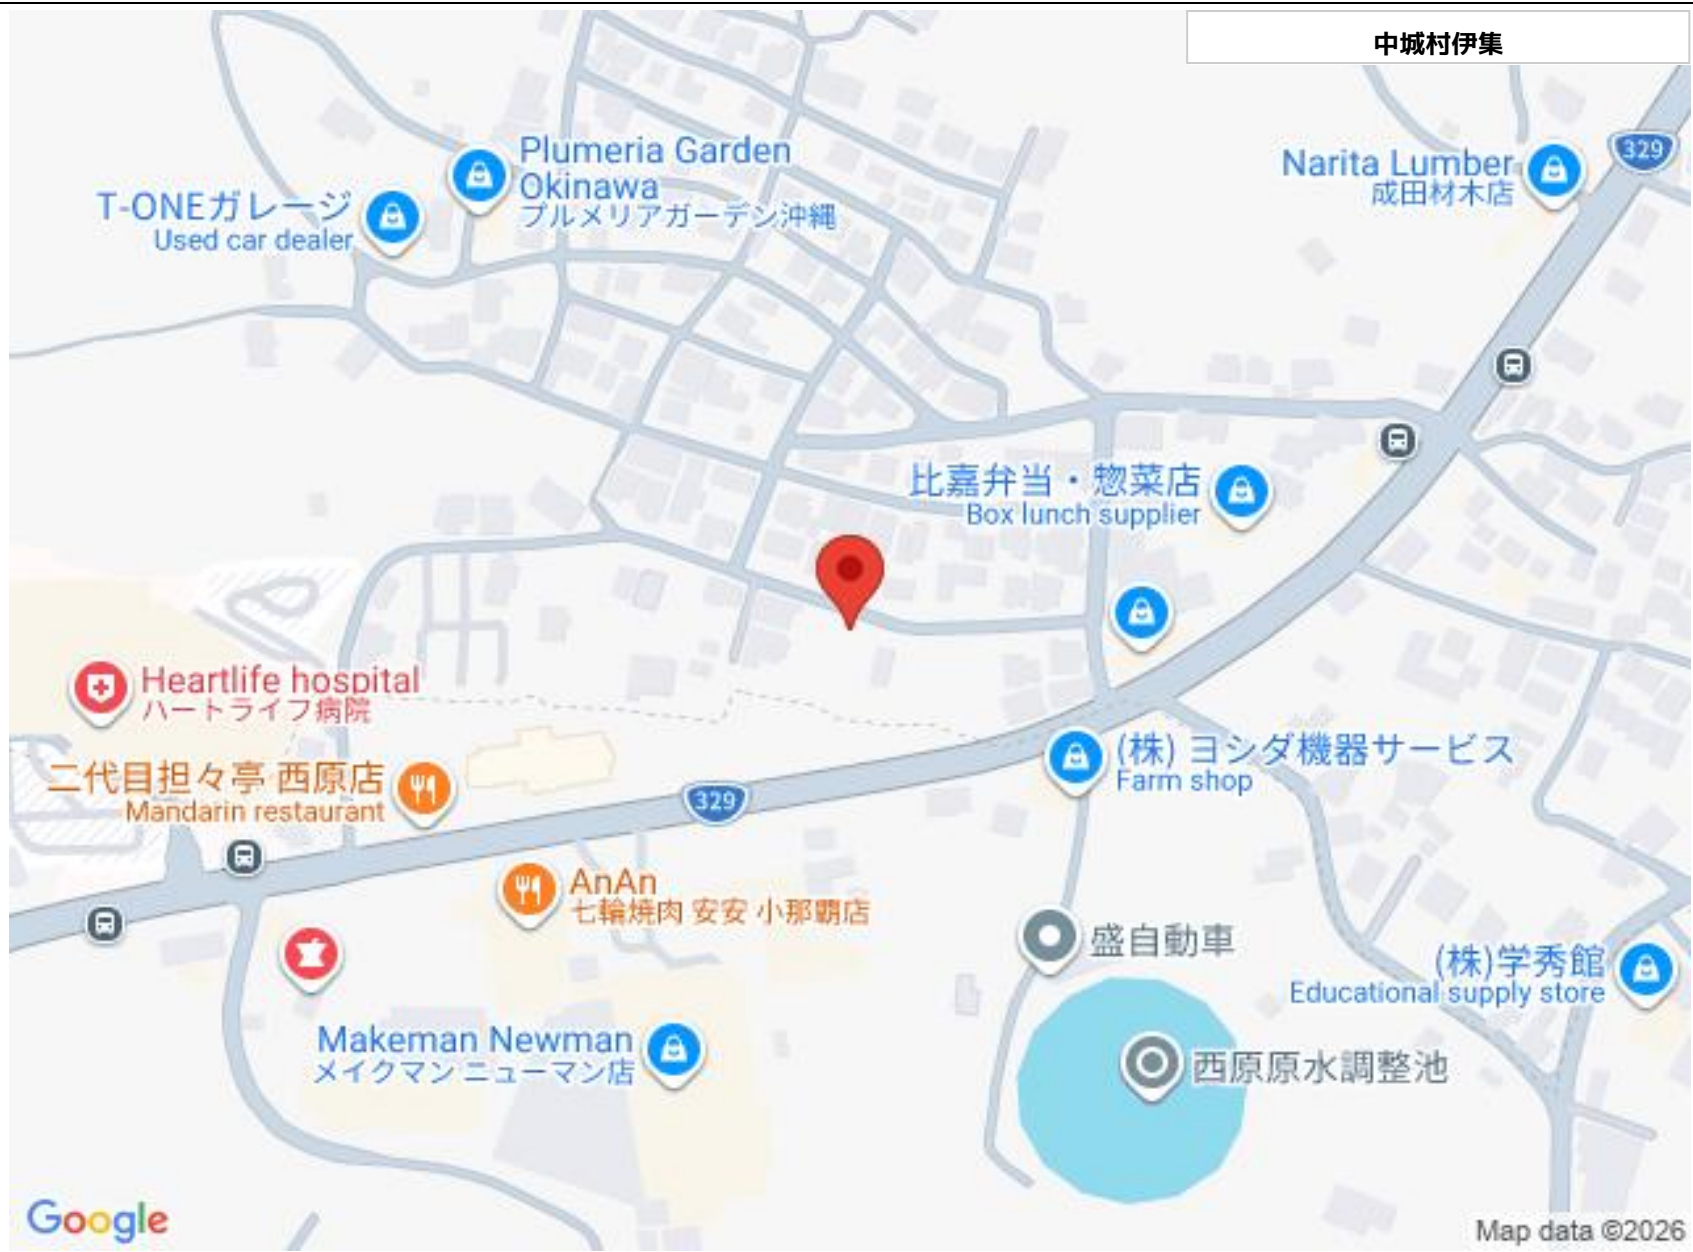 中城村伊集
Plumeria Garden
Okinawa
プルメリアガーデン沖縄
T-ONEガレージ
Used car dealer
Narita Lumber
成田材木店
329
比嘉弁当・惣菜店
Box lunch supplier
Heartlife hospital
ハートライフ病院
二代目担々亭 西原店
Mandarin restaurant
(株) ヨシダ機器サービス
Farm shop
329
AnAn
七輪焼肉 安安 小那覇店
盛自動車
(株)学秀館
Educational supply store
Makeman Newman
メイクマン ニューマン店
西原原水調整池
Google
Map data ©2026